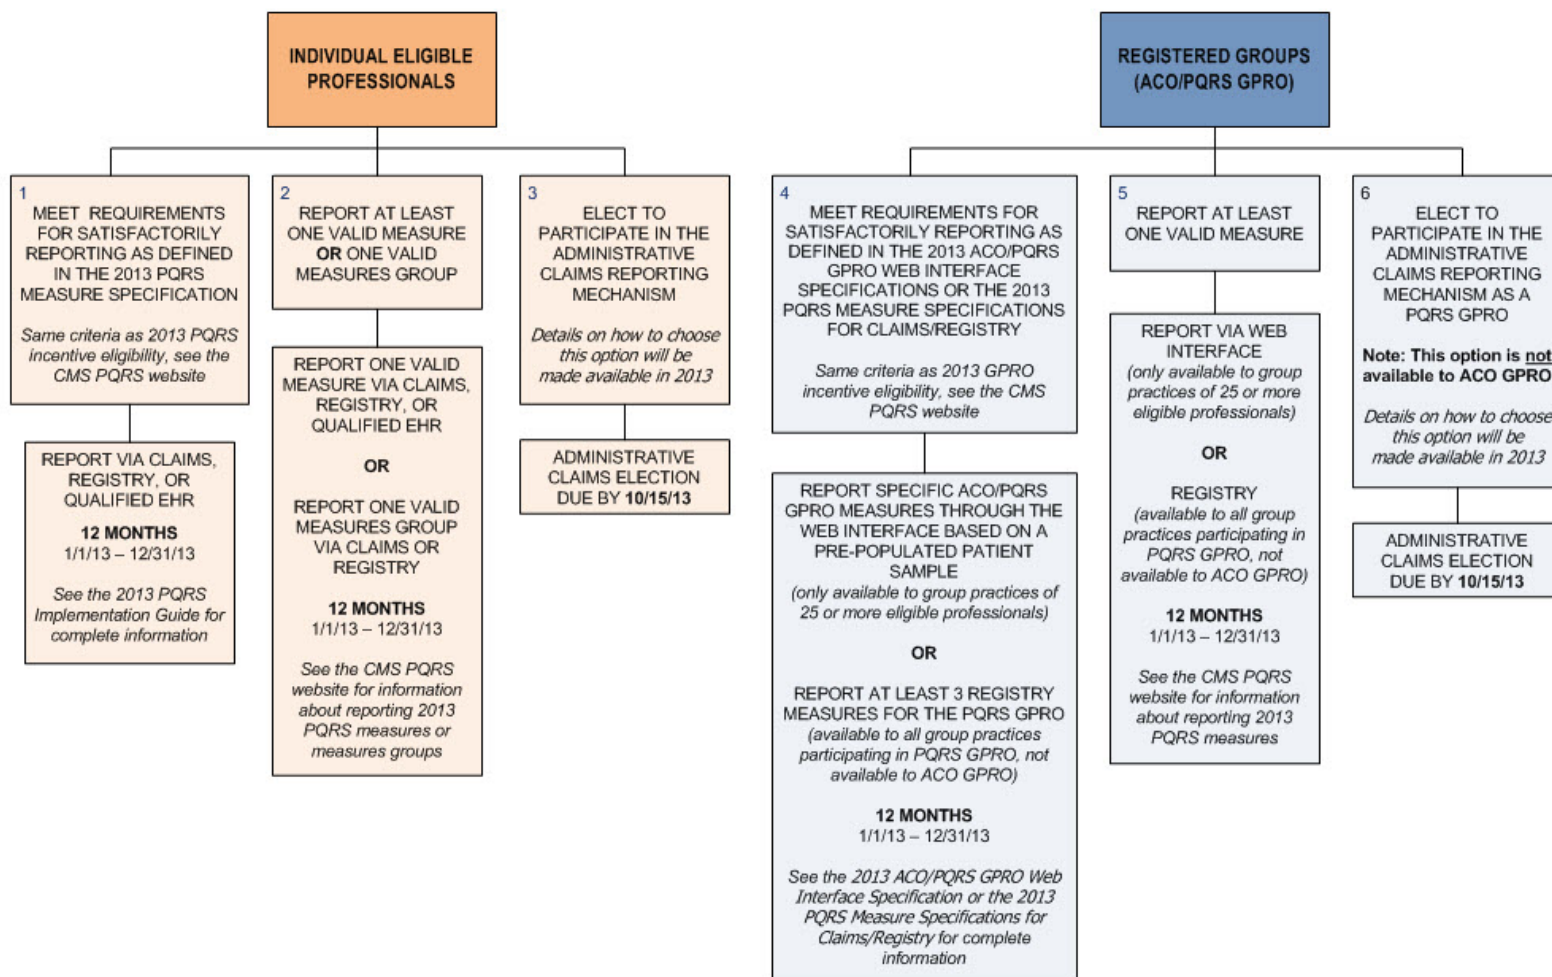 INDIVIDUAL ELIGIBLE
PROFESSIONALS
1
MEET REQUIREMENTS
FOR SATISFACTORILY
REPORTING AS DEFINED
IN THE 2013 PQRS
MEASURE SPECIFICATION
Same criteria as 2013 PQRS
incentive eligibility, see the
CMS PQRS website
REPORT VIA CLAIMS,
REGISTRY, OR
QUALIFIED EHR
12 MONTHS
1/1/13 – 12/31/13
See the 2013 PQRS
Implementation Guide for
complete information
2
REPORT AT LEAST
ONE VALID MEASURE
OR ONE VALID
MEASURES GROUP
REPORT ONE VALID
MEASURE VIA CLAIMS,
REGISTRY, OR
QUALIFIED EHR
OR
REPORT ONE VALID
MEASURES GROUP
VIA CLAIMS OR
REGISTRY
12 MONTHS
1/1/13 – 12/31/13
See the CMS PQRS
website for information
about reporting 2013
PQRS measures or
measures groups
3
ELECT TO
PARTICIPATE IN THE
ADMINISTRATIVE
CLAIMS REPORTING
MECHANISM
Details on how to choose
this option will be
made available in 2013
ADMINISTRATIVE
CLAIMS ELECTION
DUE BY 10/15/13
REGISTERED GROUPS
(ACO/PQRS GPRO)
4
MEET REQUIREMENTS FOR
SATISFACTORILY REPORTING AS
DEFINED IN THE 2013 ACO/PQRS
GPRO WEB INTERFACE
SPECIFICATIONS OR THE 2013
PQRS MEASURE SPECIFICATIONS
FOR CLAIMS/REGISTRY
Same criteria as 2013 GPRO
incentive eligibility, see the CMS
PQRS website
REPORT SPECIFIC ACO/PQRS
GPRO MEASURES THROUGH THE
WEB INTERFACE BASED ON A
PRE-POPULATED PATIENT
SAMPLE
(only available to group practices of
25 or more eligible professionals)
OR
REPORT AT LEAST 3 REGISTRY
MEASURES FOR THE PQRS GPRO
(available to all group practices
participating in PQRS GPRO, not
available to ACO GPRO)
12 MONTHS
1/1/13 – 12/31/13
See the 2013 ACO/PQRS GPRO Web
Interface Specification or the 2013
PQRS Measure Specifications for
Claims/Registry for complete
information
5
REPORT AT LEAST
ONE VALID MEASURE
REPORT VIA WEB
INTERFACE
(only available to group
practices of 25 or more
eligible professionals)
OR
REGISTRY
(available to all group
practices participating in
PQRS GPRO, not
available to ACO GPRO)
12 MONTHS
1/1/13 – 12/31/13
See the CMS PQRS
website for information
about reporting 2013
PQRS measures
6
ELECT TO
PARTICIPATE IN THE
ADMINISTRATIVE
CLAIMS REPORTING
MECHANISM AS A
PQRS GPRO
Note: This option is not
available to ACO GPRO
Details on how to choose
this option will be
made available in 2013
ADMINISTRATIVE
CLAIMS ELECTION
DUE BY 10/15/13